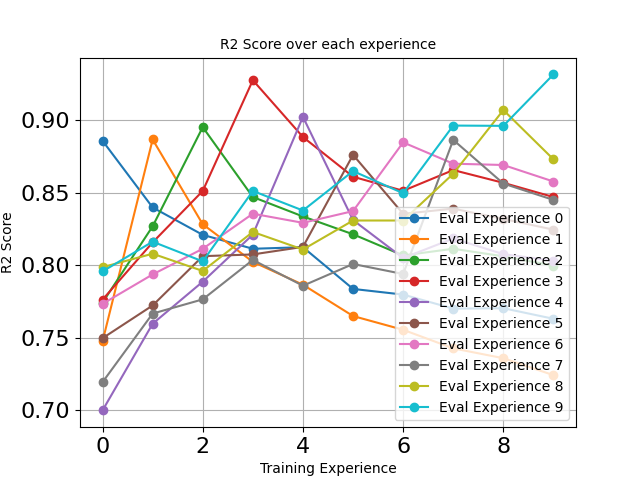 R2 Score over each experience
R2 Score
0.90
0.85
0.80
0.75
0.70
Eval Experience 0
Eval Experience 1
Eval Experience 2
Eval Experience 3
Eval Experience 4
Eval Experience 5
Eval Experience 6
Eval Experience 7
Eval Experience 8
Eval Experience 9
0 2 4 6 8
Training Experience